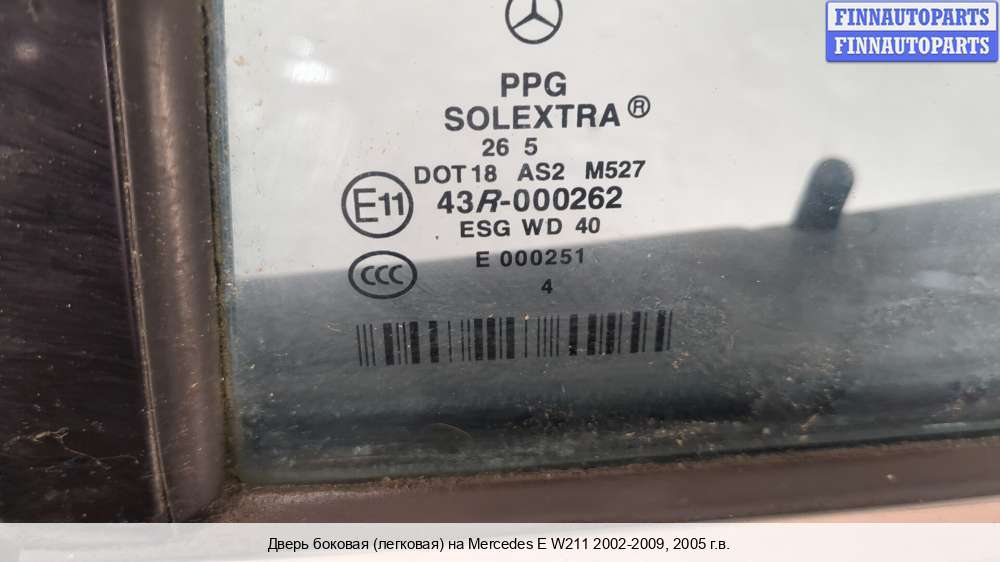 FINNAUTOPARTS
FINNAUTOPARTS
PPG
SOLEXTRA®
26 5
DOT18 AS2 M527
E11 43R-000262
ESG WD 40
CCC E 000251
4
Дверь боковая (легковая) на Mercedes E W211 2002-2009, 2005 г.в.